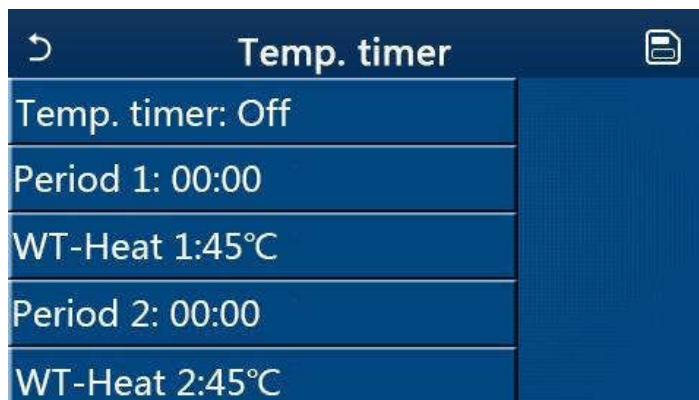 Temp. timer
Temp. timer: Off
Period 1: 00:00
WT-Heat 1:45℃
Period 2: 00:00
WT-Heat 2:45℃